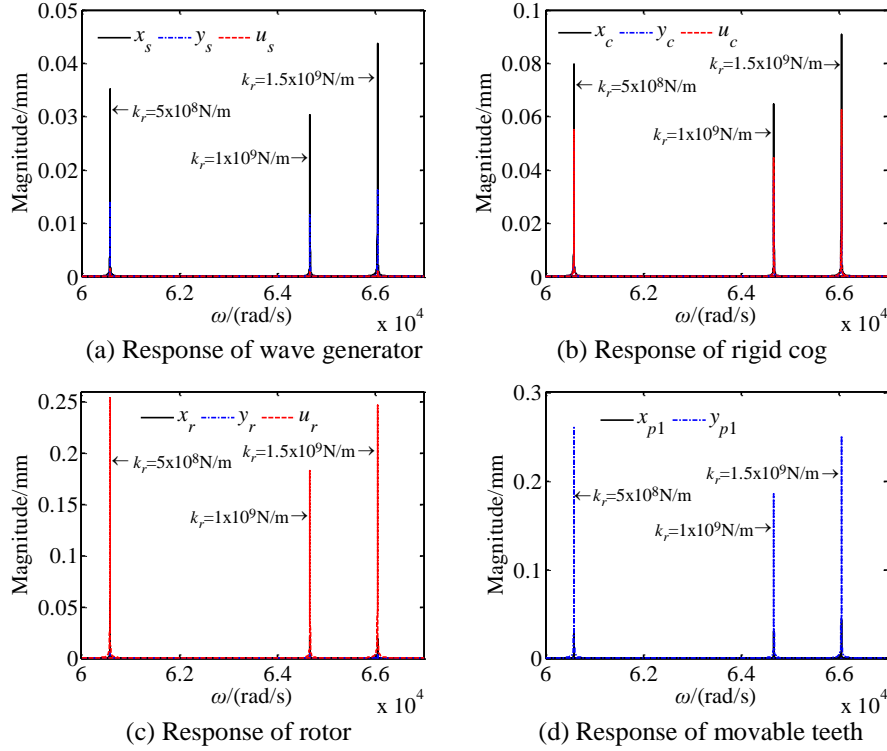 x_s y_s u_s
k_r=1.5x10^9N/m→
←k_r=5x10^8N/m
k_r=1x10^9N/m→
Magnitude/mm
0.05
0.04
0.03
0.02
0.01
0
6 6.2 6.4 6.6
x 10^4
ω/(rad/s)
(a) Response of wave generator
x_c y_c u_c
k_r=1.5x10^9N/m→
←k_r=5x10^8N/m
k_r=1x10^9N/m→
Magnitude/mm
0.1
0.08
0.06
0.04
0.02
0
6 6.2 6.4 6.6
x 10^4
ω/(rad/s)
(b) Response of rigid cog
x_r y_r u_r
k_r=1.5x10^9N/m→
←k_r=5x10^8N/m
k_r=1x10^9N/m→
Magnitude/mm
0.25
0.2
0.15
0.1
0.05
0
6 6.2 6.4 6.6
x 10^4
ω/(rad/s)
(c) Response of rotor
x_p1 y_p1
k_r=1.5x10^9N/m→
←k_r=5x10^8N/m
k_r=1x10^9N/m→
Magnitude/mm
0.3
0.2
0.1
0
6 6.2 6.4 6.6
x 10^4
ω/(rad/s)
(d) Response of movable teeth